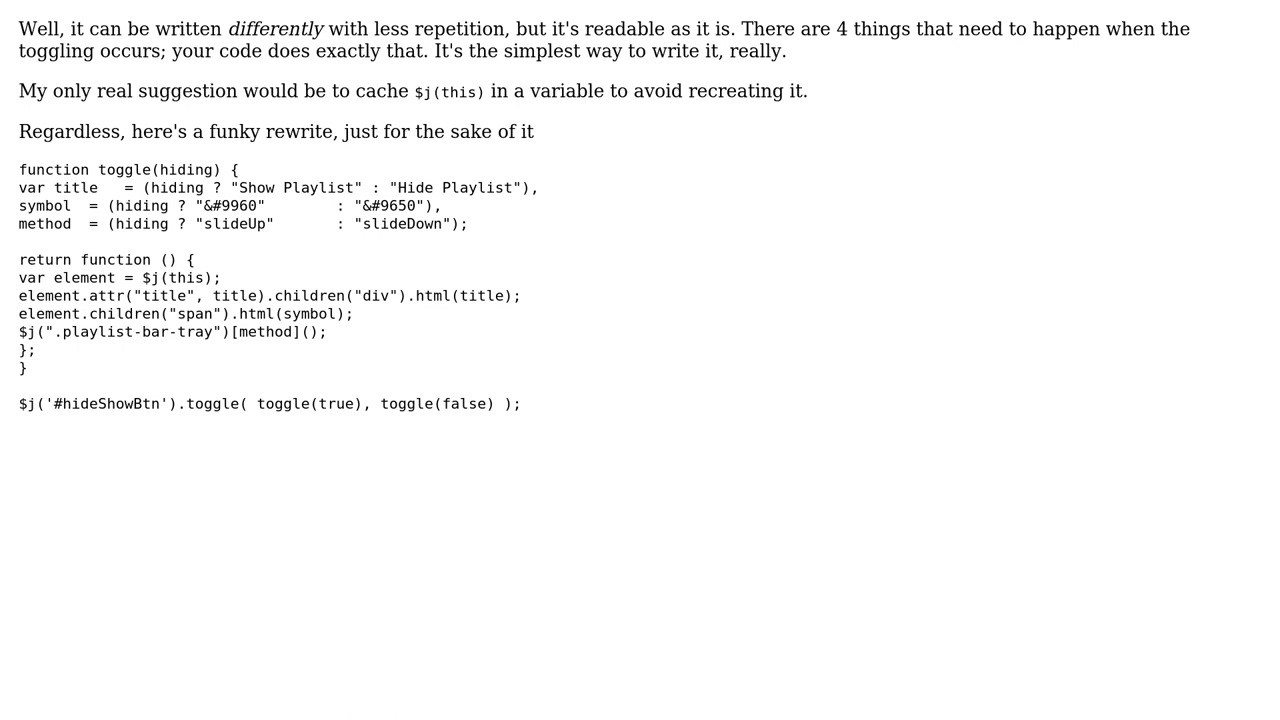 Well, it can be written differently with less repetition, but it's readable as it is. There are 4 things that need to happen when the
toggling occurs; your code does exactly that. It's the simplest way to write it, really.
My only real suggestion would be to cache $j(this) in a variable to avoid recreating it.
Regardless, here's a funky rewrite, just for the sake of it
function toggle(hiding) {
var title   = (hiding ? "Show Playlist" : "Hide Playlist"),
symbol  = (hiding ? "&#9960"        : "&#9650"),
method  = (hiding ? "slideUp"       : "slideDown");
return function () {
var element = $j(this);
element.attr("title", title).children("div").html(title);
element.children("span").html(symbol);
$j(".playlist-bar-tray")[method]();
};
}
$j('#hideShowBtn').toggle( toggle(true), toggle(false) );